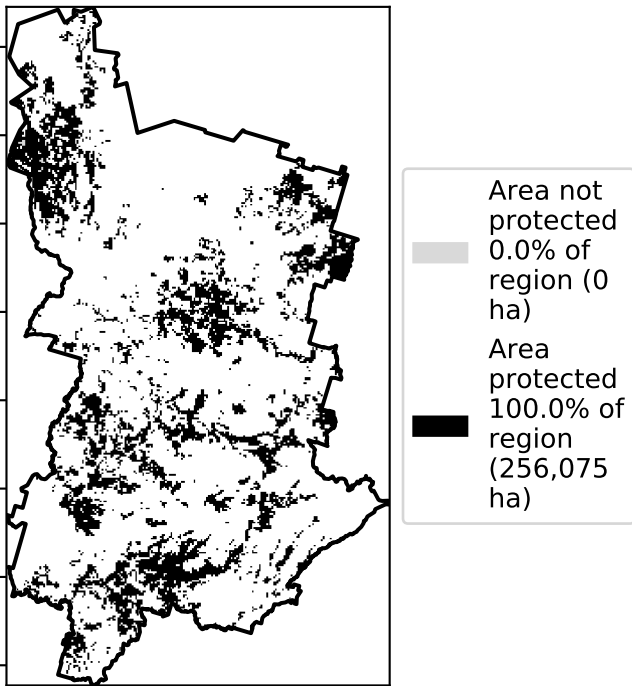 Area not
protected
0.0% of
region (0
ha)
Area
protected
100.0% of
region
(256,075
ha)